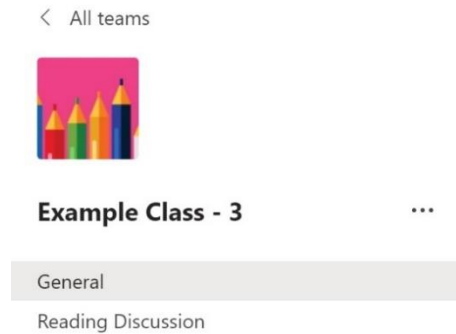 < All teams
Example Class - 3
General
Reading Discussion